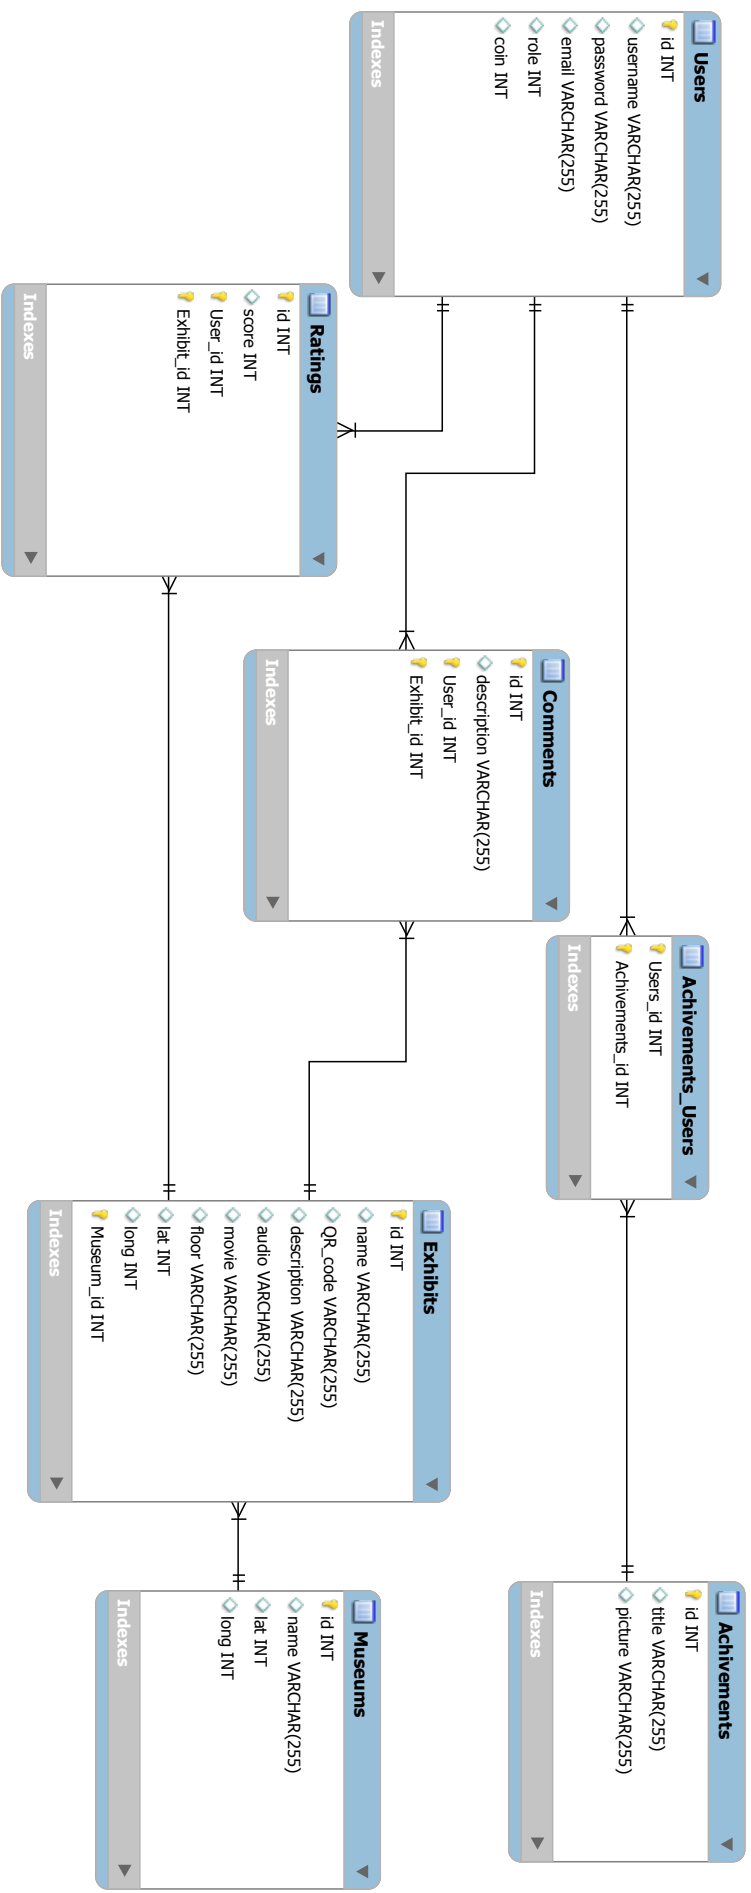 Users
id INT
username VARCHAR(255)
password VARCHAR(255)
email VARCHAR(255)
role INT
coin INT
Indexes
Ratings
id INT
score INT
User_id INT
Exhibit_id INT
Indexes
Comments
id INT
description VARCHAR(255)
User_id INT
Exhibit_id INT
Indexes
Achivements_Users
Users_id INT
Achivements_id INT
Indexes
Exhibits
id INT
name VARCHAR(255)
QR_code VARCHAR(255)
description VARCHAR(255)
audio VARCHAR(255)
movie VARCHAR(255)
floor VARCHAR(255)
lat INT
long INT
Museum_id INT
Indexes
Achivements
id INT
title VARCHAR(255)
picture VARCHAR(255)
Indexes
Museums
id INT
name VARCHAR(255)
lat INT
long INT
Indexes